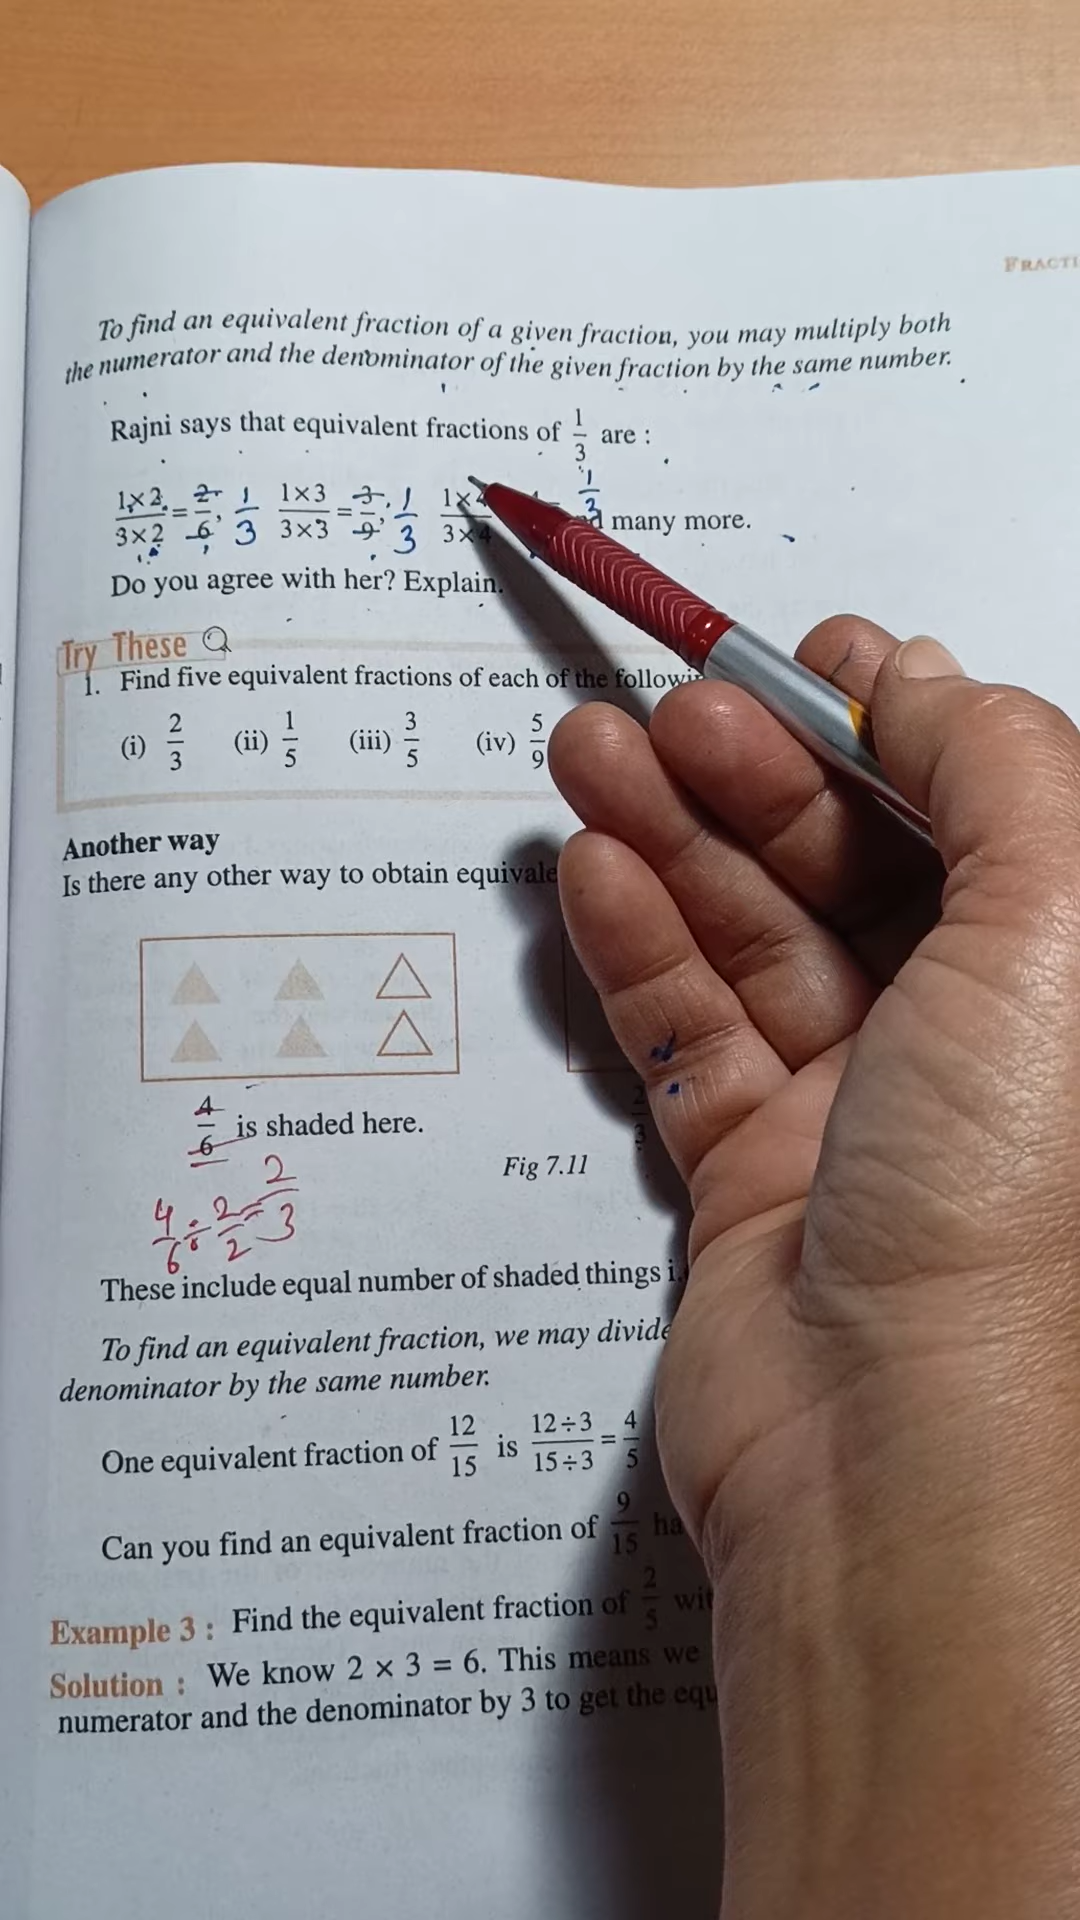 FRACTI
To find an equivalent fraction of a given fraction, you may multiply both
the numerator and the denominator of the given fraction by the same number.
Rajni says that equivalent fractions of 1/3 are :
1×2/3×2 = 2/6, 1/3 1×3/3×3 = 3/9, 1/3 1×4/3×4 1/3 many more.
Do you agree with her? Explain.
Try These
1. Find five equivalent fractions of each of the followi
(i) 2/3 (ii) 1/5 (iii) 3/5 (iv) 5/9
Another way
Is there any other way to obtain equivale
4/6 is shaded here.
2/3
Fig 7.11
4/6 ÷ 2/2 = 2/3
These include equal number of shaded things i.
To find an equivalent fraction, we may divide
denominator by the same number.
One equivalent fraction of 12/15 is 12÷3/15÷3 = 4/5
Can you find an equivalent fraction of 9/15 ha
Example 3 : Find the equivalent fraction of 2/5 wit
Solution : We know 2 × 3 = 6. This means we
numerator and the denominator by 3 to get the equ